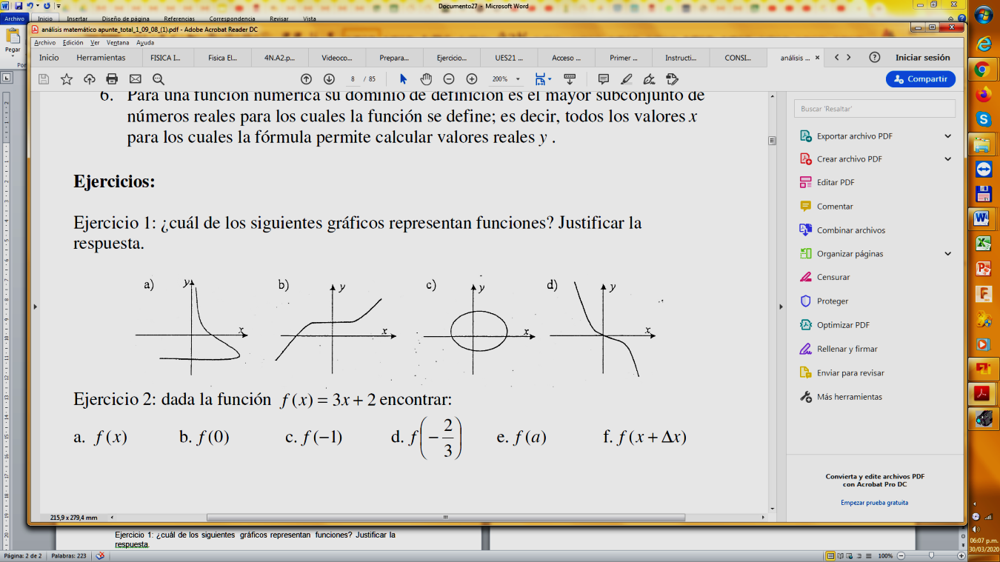 Documento27 - Microsoft Word
Archivo Inicio Insertar Diseño de página Referencias Correspondencia Revisar Vista
análisis matemático apunte_total_1_09_08_(1).pdf - Adobe Acrobat Reader DC
Pegar
Archivo Edición Ver Ventana Ayuda
Inicio Herramientas FISICA I... Fisica El... 4N.A2.p... Videoco... Prepara... Ejercicio... UES21 ... Acceso ... Primer ... Instructi... CONSI... análisis ... × Iniciar sesión
8 / 85 200% Compartir
6. Para una función numérica su dominio de definición es el mayor subconjunto de
números reales para los cuales la función se define; es decir, todos los valores x
para los cuales la fórmula permite calcular valores reales y .
Ejercicios:
Ejercicio 1: ¿cuál de los siguientes gráficos representan funciones? Justificar la
respuesta.
a) y x b) y x c) y x d) y x
Ejercicio 2: dada la función f(x) = 3x + 2 encontrar:
a. f(x) b. f(0) c. f(−1) d. f(−2/3) e. f(a) f. f(x + Δx)
215,9 x 279,4 mm
Buscar 'Resaltar'
Exportar archivo PDF
Crear archivo PDF
Editar PDF
Comentar
Combinar archivos
Organizar páginas
Censurar
Proteger
Optimizar PDF
Rellenar y firmar
Enviar para revisar
Más herramientas
Convierta y edite archivos PDF
con Acrobat Pro DC
Empezar prueba gratuita
Ejercicio 1: ¿cuál de los siguientes gráficos representan funciones? Justificar la
respuesta.
Página: 2 de 2 Palabras: 223 100%
06:07 p.m.
30/03/2020